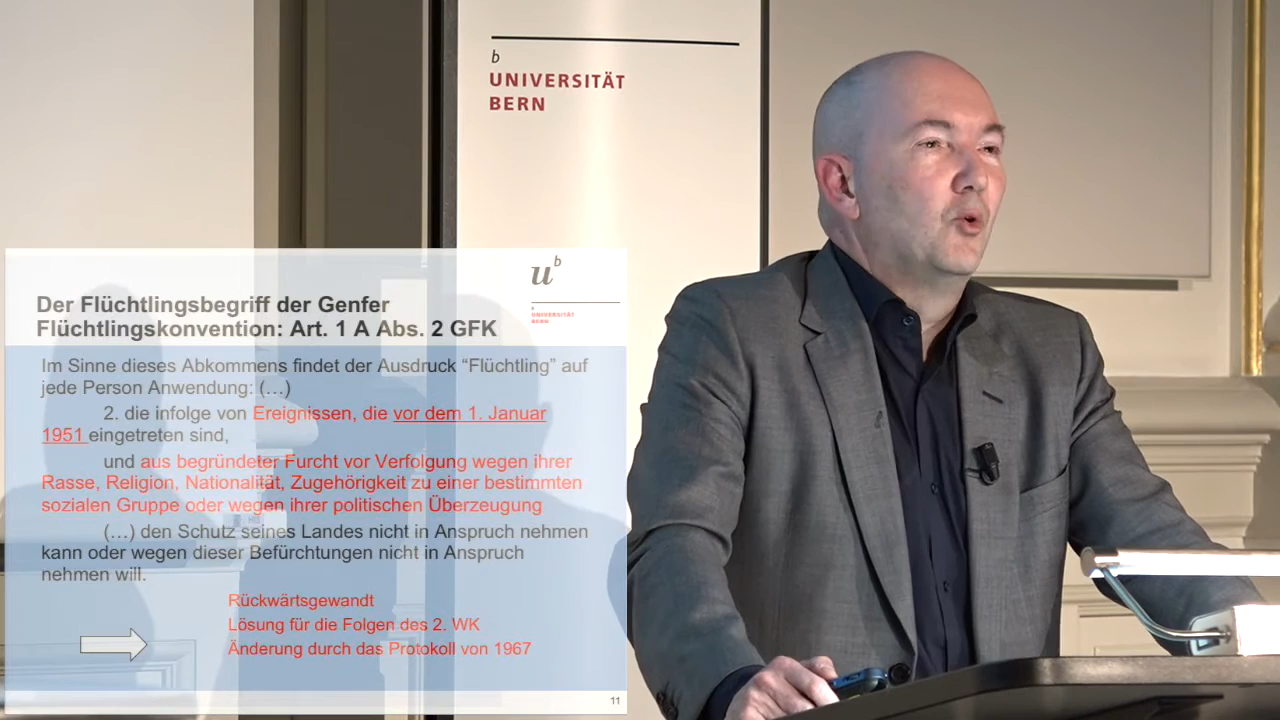 b
UNIVERSITÄT
BERN
u b
b
UNIVERSITÄT
BERN
Der Flüchtlingsbegriff der Genfer
Flüchtlingskonvention: Art. 1 A Abs. 2 GFK
Im Sinne dieses Abkommens findet der Ausdruck “Flüchtling” auf
jede Person Anwendung: (…)
2. die infolge von Ereignissen, die vor dem 1. Januar
1951 eingetreten sind,
und aus begründeter Furcht vor Verfolgung wegen ihrer
Rasse, Religion, Nationalität, Zugehörigkeit zu einer bestimmten
sozialen Gruppe oder wegen ihrer politischen Überzeugung
(…) den Schutz seines Landes nicht in Anspruch nehmen
kann oder wegen dieser Befürchtungen nicht in Anspruch
nehmen will.
Rückwärtsgewandt
Lösung für die Folgen des 2. WK
Änderung durch das Protokoll von 1967
11